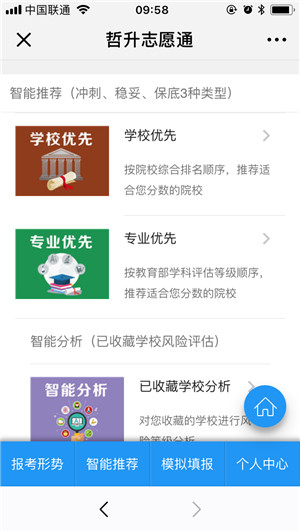 中国联通 09:58
哲升志愿通
智能推荐（冲刺、稳妥、保底3种类型）
学校优先
学校优先
按院校综合排名顺序，推荐适
合您分数的院校
专业优先
专业优先
按教育部学科评估等级顺序，
推荐适合您分数的院校
智能分析（已收藏学校风险评估）
智能分析
AI
已收藏学校分析
对您收藏的学校进行风
险等级分析
报考形势 智能推荐 模拟填报 个人中心